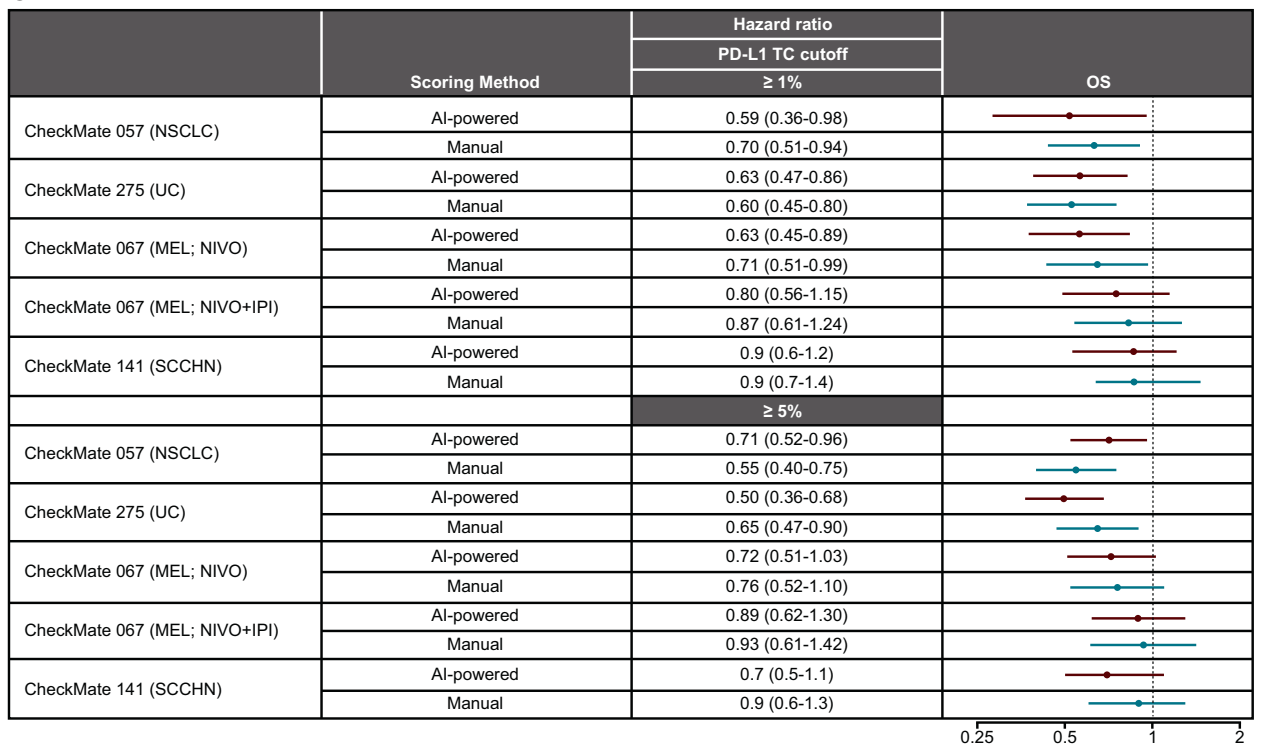 Hazard ratio
PD-L1 TC cutoff
Scoring Method ≥ 1% OS
CheckMate 057 (NSCLC) AI-powered 0.59 (0.36-0.98)
Manual 0.70 (0.51-0.94)
CheckMate 275 (UC) AI-powered 0.63 (0.47-0.86)
Manual 0.60 (0.45-0.80)
CheckMate 067 (MEL; NIVO) AI-powered 0.63 (0.45-0.89)
Manual 0.71 (0.51-0.99)
CheckMate 067 (MEL; NIVO+IPI) AI-powered 0.80 (0.56-1.15)
Manual 0.87 (0.61-1.24)
CheckMate 141 (SCCHN) AI-powered 0.9 (0.6-1.2)
Manual 0.9 (0.7-1.4)
≥ 5%
CheckMate 057 (NSCLC) AI-powered 0.71 (0.52-0.96)
Manual 0.55 (0.40-0.75)
CheckMate 275 (UC) AI-powered 0.50 (0.36-0.68)
Manual 0.65 (0.47-0.90)
CheckMate 067 (MEL; NIVO) AI-powered 0.72 (0.51-1.03)
Manual 0.76 (0.52-1.10)
CheckMate 067 (MEL; NIVO+IPI) AI-powered 0.89 (0.62-1.30)
Manual 0.93 (0.61-1.42)
CheckMate 141 (SCCHN) AI-powered 0.7 (0.5-1.1)
Manual 0.9 (0.6-1.3)
0.25 0.5 1 2